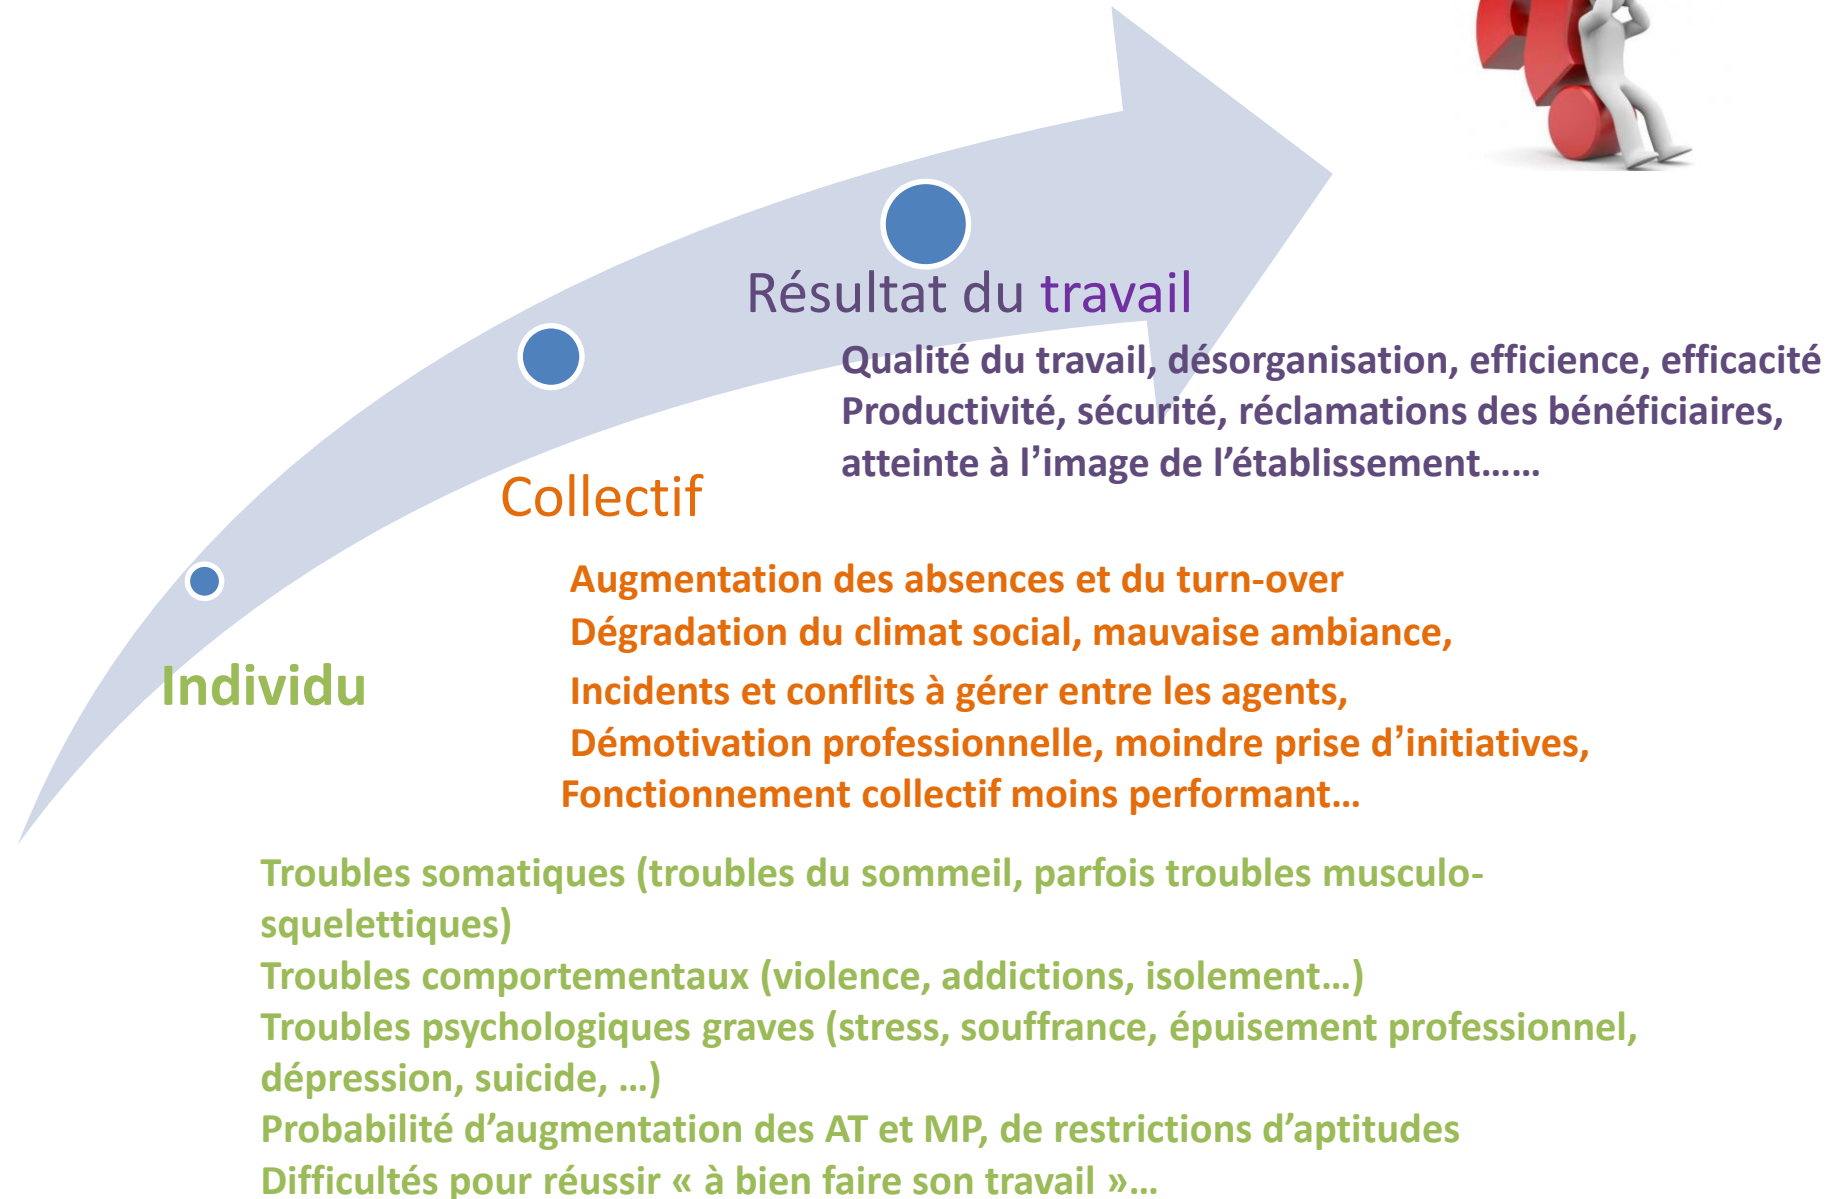 Résultat du travail
Qualité du travail, désorganisation, efficience, efficacité
Productivité, sécurité, réclamations des bénéficiaires,
atteinte à l’image de l’établissement……
Collectif
Augmentation des absences et du turn-over
Dégradation du climat social, mauvaise ambiance,
Incidents et conflits à gérer entre les agents,
Démotivation professionnelle, moindre prise d’initiatives,
Fonctionnement collectif moins performant…
Individu
Troubles somatiques (troubles du sommeil, parfois troubles musculo-
squelettiques)
Troubles comportementaux (violence, addictions, isolement…)
Troubles psychologiques graves (stress, souffrance, épuisement professionnel,
dépression, suicide, …)
Probabilité d’augmentation des AT et MP, de restrictions d’aptitudes
Difficultés pour réussir « à bien faire son travail »…